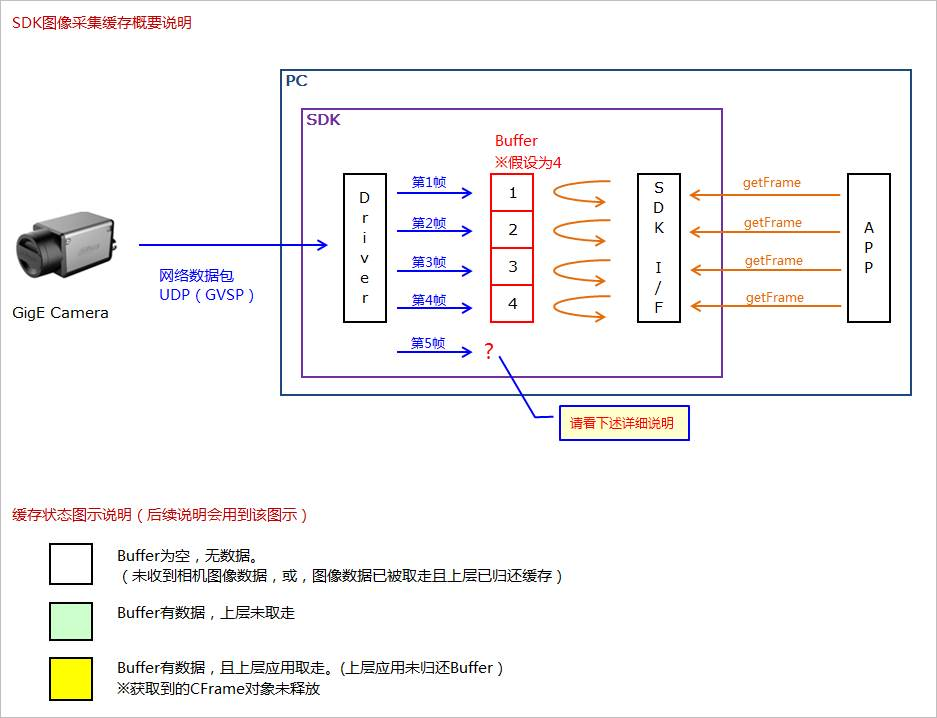 SDK图像采集缓存概要说明
PC
SDK
Buffer
※假设为4
Driver
第1帧
第2帧
第3帧
第4帧
第5帧
1
2
3
4
?
SDK I/F
getFrame
getFrame
getFrame
getFrame
APP
网络数据包
UDP（GVSP）
GigE Camera
请看下述详细说明
缓存状态图示说明（后续说明会用到该图示）
Buffer为空，无数据。
（未收到相机图像数据，或，图像数据已被取走且上层已归还缓存）
Buffer有数据，上层未取走
Buffer有数据，且上层应用取走。(上层应用未归还Buffer）
※获取到的CFrame对象未释放